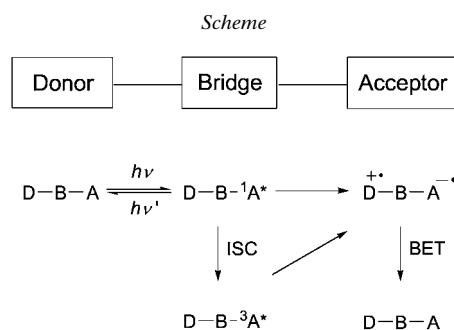 Scheme
Donor Bridge Acceptor
hν
D–B–A D–B-¹A* D⁺•–B–A⁻•
hν'
ISC BET
D–B-³A* D–B–A